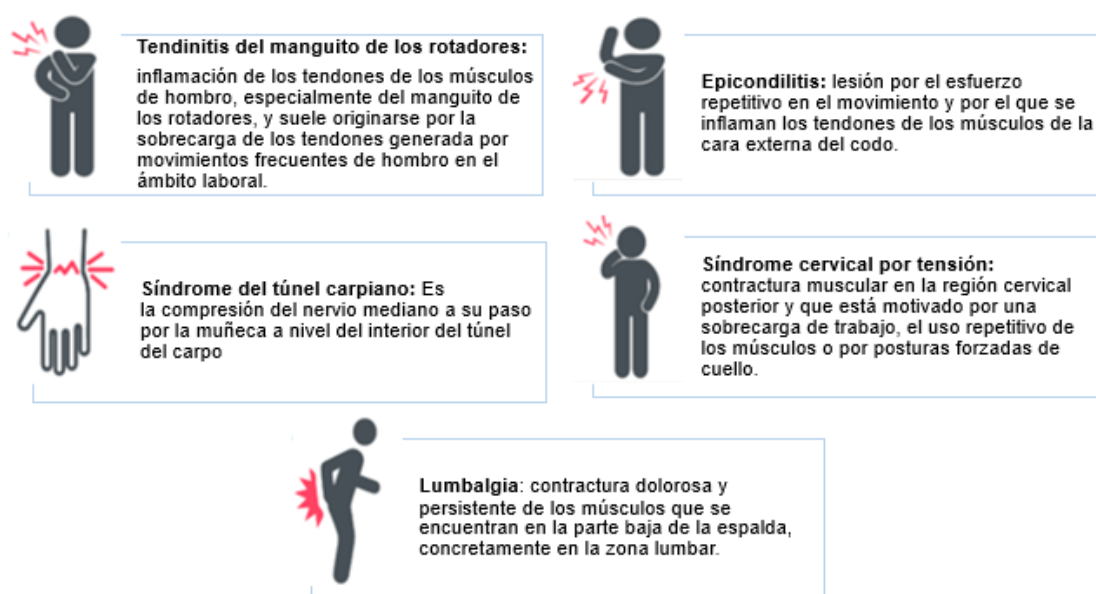 Tendinitis del manguito de los rotadores:
inflamación de los tendones de los músculos
de hombro, especialmente del manguito de
los rotadores, y suele originarse por la
sobrecarga de los tendones generada por
movimientos frecuentes de hombro en el
ámbito laboral.
Epicondilitis: lesión por el esfuerzo
repetitivo en el movimiento y por el que se
inflaman los tendones de los músculos de la
cara externa del codo.
Síndrome del túnel carpiano: Es
la compresión del nervio mediano a su paso
por la muñeca a nivel del interior del túnel
del carpo
Síndrome cervical por tensión:
contractura muscular en la región cervical
posterior y que está motivado por una
sobrecarga de trabajo, el uso repetitivo de
los músculos o por posturas forzadas de
cuello.
Lumbalgia: contractura dolorosa y
persistente de los músculos que se
encuentran en la parte baja de la espalda,
concretamente en la zona lumbar.